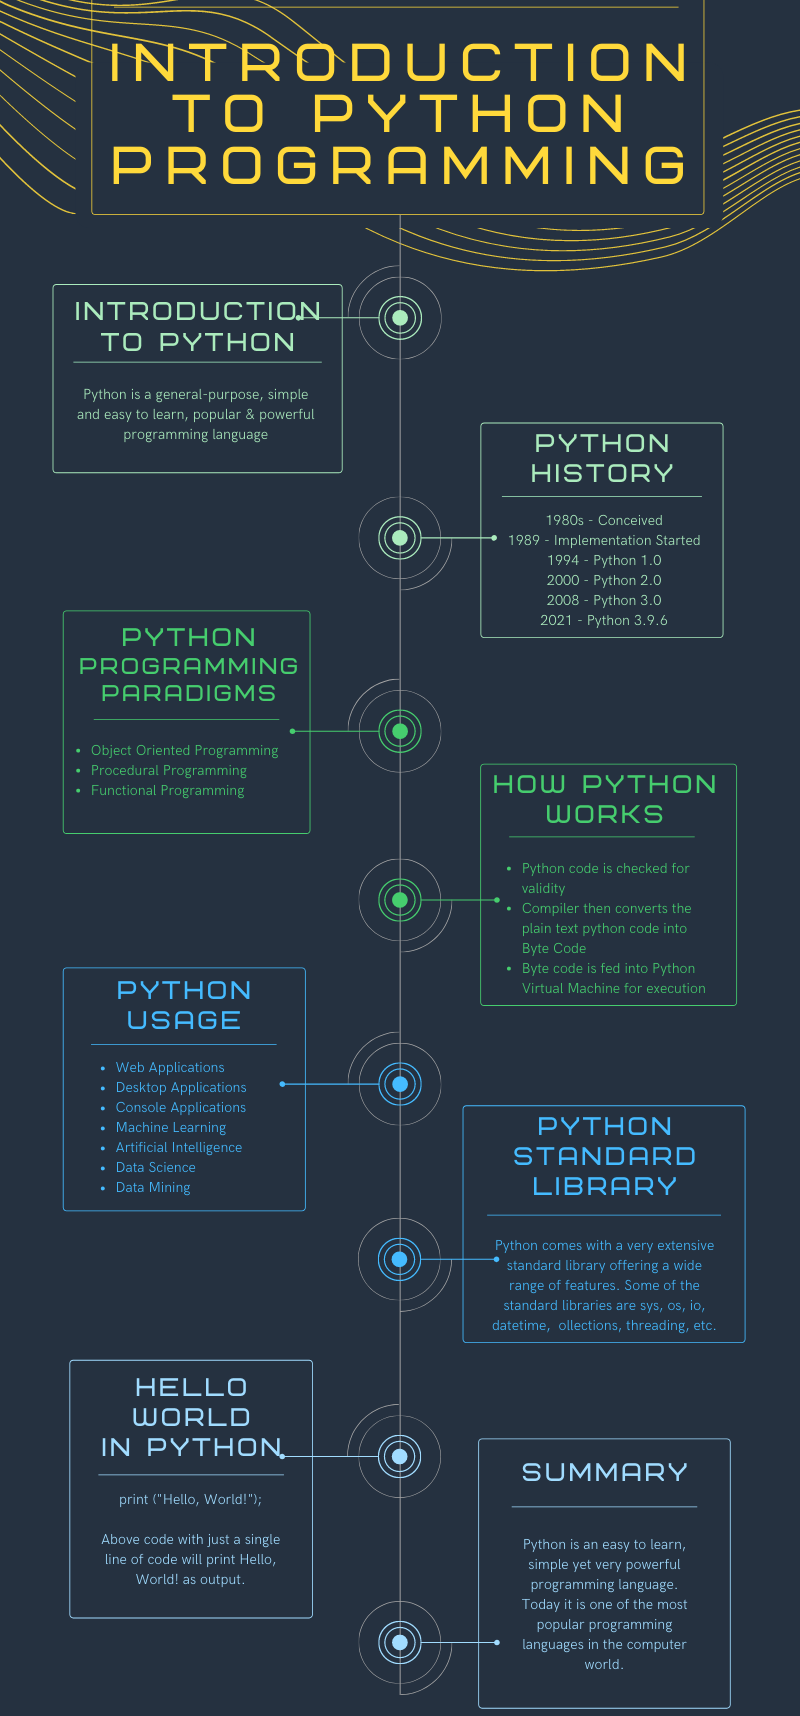 INTRODUCTION
TO PYTHON
PROGRAMMING
INTRODUCTION
TO PYTHON
Python is a general-purpose, simple
and easy to learn, popular & powerful
programming language
PYTHON
HISTORY
1980s - Conceived
1989 - Implementation Started
1994 - Python 1.0
2000 - Python 2.0
2008 - Python 3.0
2021 - Python 3.9.6
PYTHON
PROGRAMMING
PARADIGMS
• Object Oriented Programming
• Procedural Programming
• Functional Programming
HOW PYTHON
WORKS
• Python code is checked for
validity
• Compiler then converts the
plain text python code into
Byte Code
• Byte code is fed into Python
Virtual Machine for execution
PYTHON
USAGE
• Web Applications
• Desktop Applications
• Console Applications
• Machine Learning
• Artificial Intelligence
• Data Science
• Data Mining
PYTHON
STANDARD
LIBRARY
Python comes with a very extensive
standard library offering a wide
range of features. Some of the
standard libraries are sys, os, io,
datetime,  ollections, threading, etc.
HELLO
WORLD
IN PYTHON
print ("Hello, World!");
Above code with just a single
line of code will print Hello,
World! as output.
SUMMARY
Python is an easy to learn,
simple yet very powerful
programming language.
Today it is one of the most
popular programming
languages in the computer
world.